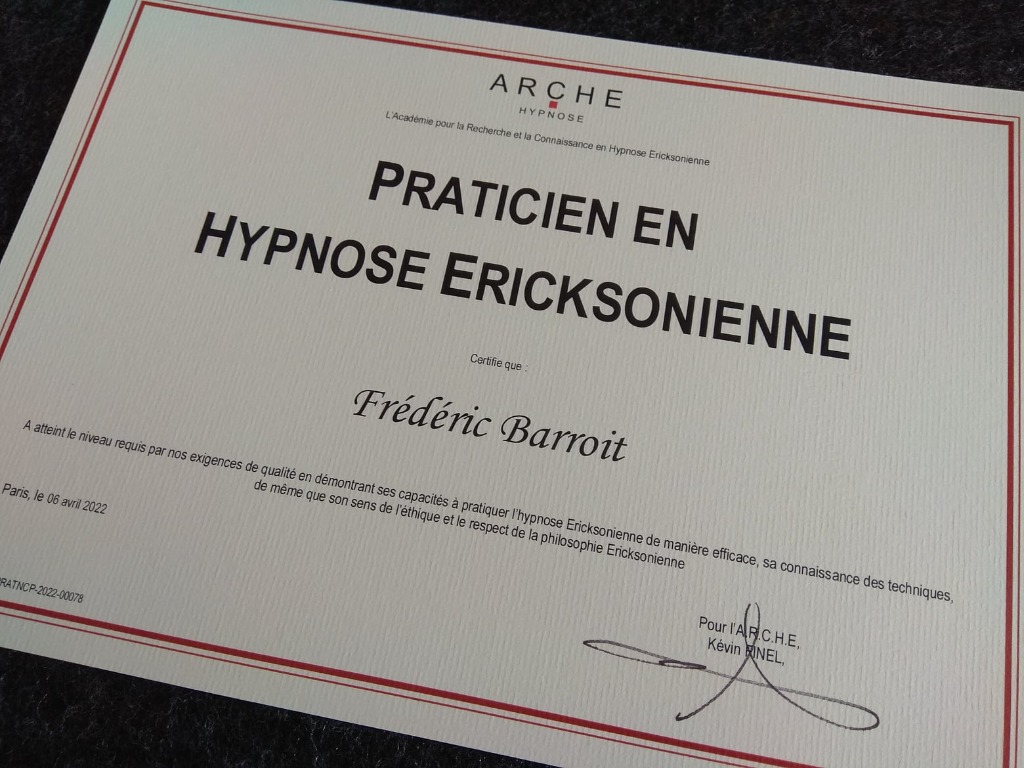 ARCHE
HYPNOSE
L'Académie pour la Recherche et la Connaissance en Hypnose Ericksonienne
PRATICIEN EN
HYPNOSE ERICKSONIENNE
Certifie que :
Frédéric Barroit
A atteint le niveau requis par nos exigences de qualité en démontrant ses capacités à pratiquer l'hypnose Ericksonienne de manière efficace, sa connaissance des techniques,
de même que son sens de l'éthique et le respect de la philosophie Ericksonienne
Paris, le 06 avril 2022
RATNCP-2022-00078
Pour l'A.R.C.H.E,
Kévin FINEL,